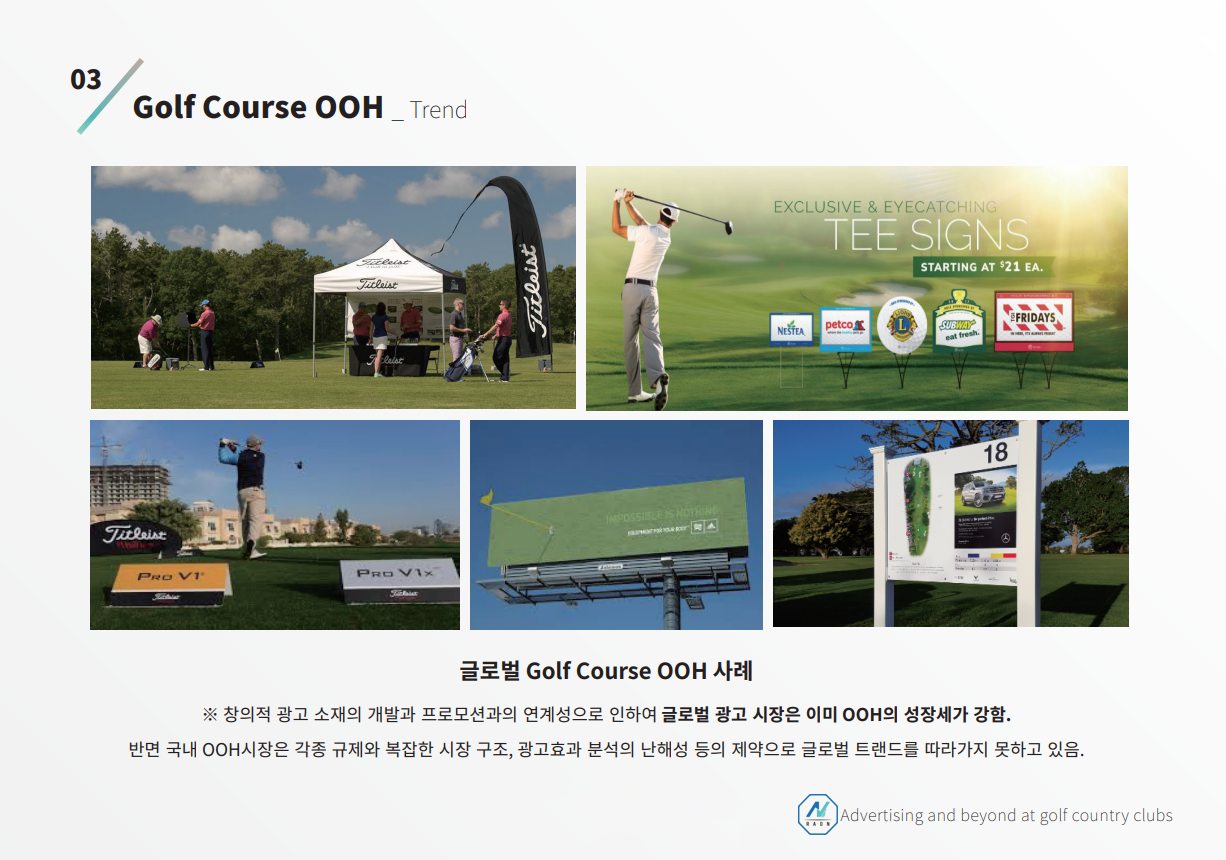 03
Golf Course OOH _ Trend
Titleist
Titleist
Titleist
Titleist
EXCLUSIVE & EYECATCHING
TEE SIGNS
STARTING AT $21 EA.
NESTEA
petco
L
SUBWAY
eat fresh.
FRIDAYS
Titleist
PRO V1
Titleist
PRO V1x
Titleist
IMPOSSIBLE IS NOTHING
EQUIPMENT FOR YOUR BODY
18
글로벌 Golf Course OOH 사례
※ 창의적 광고 소재의 개발과 프로모션과의 연계성으로 인하여 글로벌 광고 시장은 이미 OOH의 성장세가 강함.
반면 국내 OOH시장은 각종 규제와 복잡한 시장 구조, 광고효과 분석의 난해성 등의 제약으로 글로벌 트랜드를 따라가지 못하고 있음.
RAON
Advertising and beyond at golf country clubs